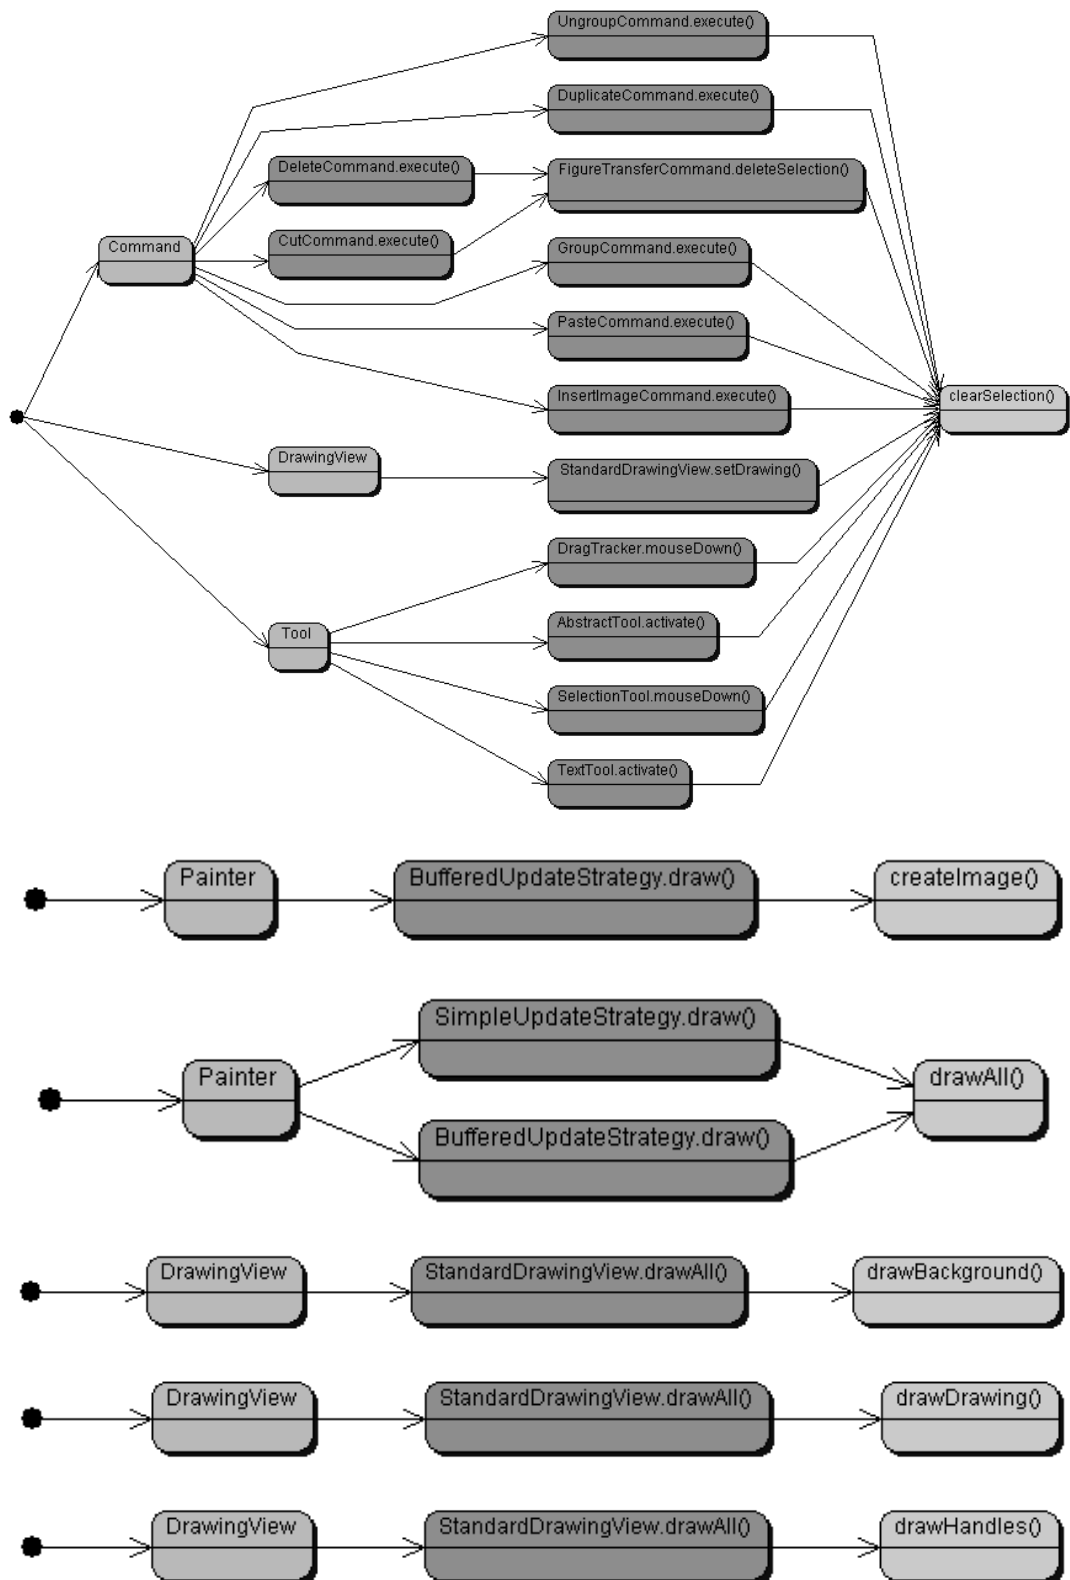 UngroupCommand.execute()
DuplicateCommand.execute()
DeleteCommand.execute()
FigureTransferCommand.deleteSelection()
Command
CutCommand.execute()
GroupCommand.execute()
PasteCommand.execute()
InsertImageCommand.execute()
clearSelection()
DrawingView
StandardDrawingView.setDrawing()
DragTracker.mouseDown()
Tool
AbstractTool.activate()
SelectionTool.mouseDown()
TextTool.activate()
Painter
BufferedUpdateStrategy.draw()
createImage()
SimpleUpdateStrategy.draw()
Painter
drawAll()
BufferedUpdateStrategy.draw()
DrawingView
StandardDrawingView.drawAll()
drawBackground()
DrawingView
StandardDrawingView.drawAll()
drawDrawing()
DrawingView
StandardDrawingView.drawAll()
drawHandles()